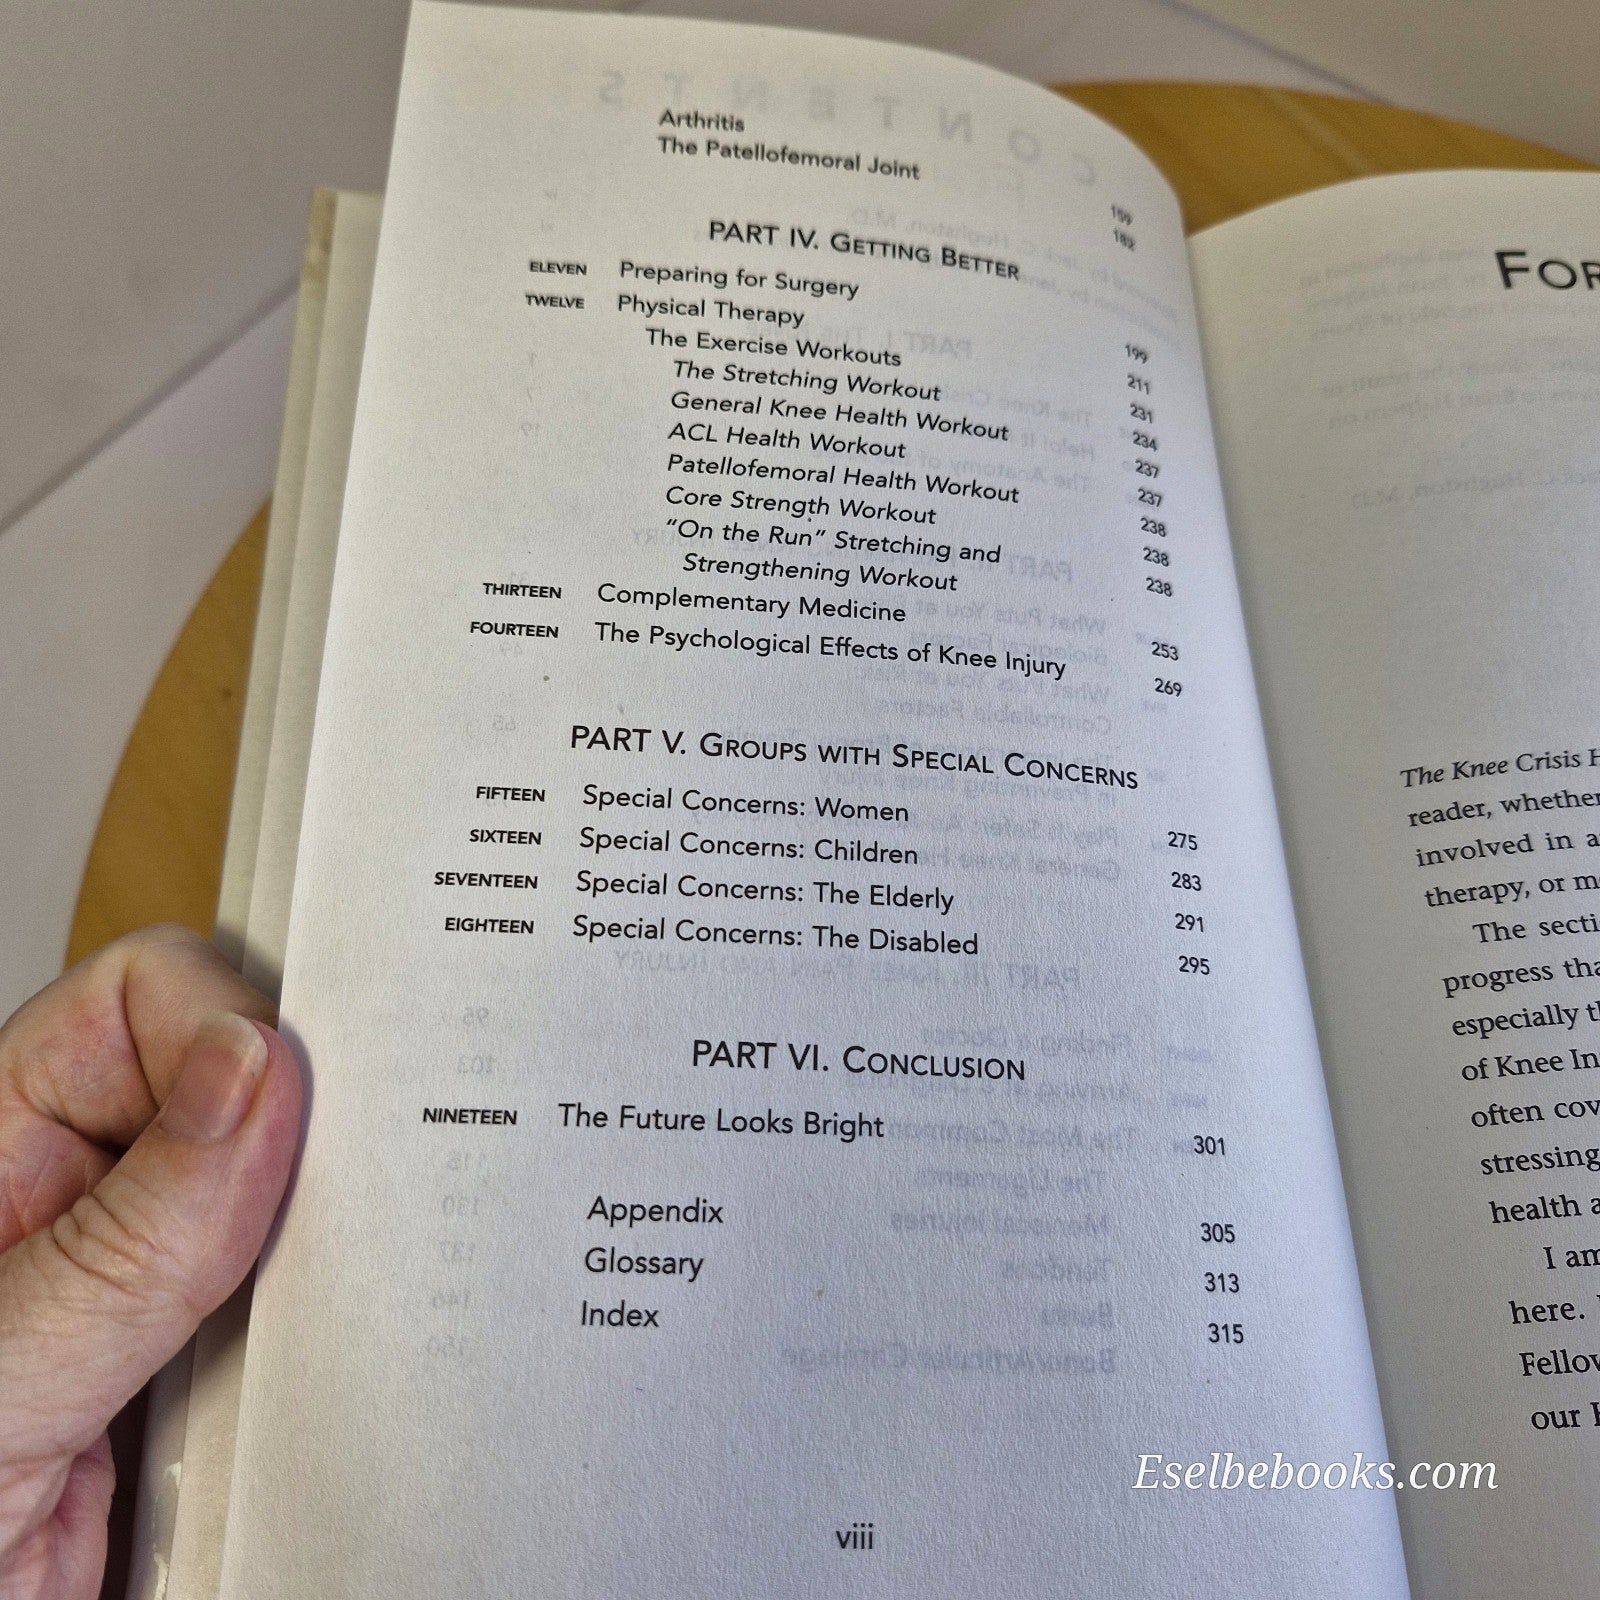 Arthritis 159
The Patellofemoral Joint 182
PART IV. GETTING BETTER
ELEVEN Preparing for Surgery 199
TWELVE Physical Therapy 211
The Exercise Workouts 231
The Stretching Workout 234
General Knee Health Workout 237
ACL Health Workout 237
Patellofemoral Health Workout 238
Core Strength Workout 238
"On the Run" Stretching and
Strengthening Workout 238
THIRTEEN Complementary Medicine 253
FOURTEEN The Psychological Effects of Knee Injury 269
PART V. GROUPS WITH SPECIAL CONCERNS
FIFTEEN Special Concerns: Women 275
SIXTEEN Special Concerns: Children 283
SEVENTEEN Special Concerns: The Elderly 291
EIGHTEEN Special Concerns: The Disabled 295
PART VI. CONCLUSION
NINETEEN The Future Looks Bright 301
Appendix 305
Glossary 313
Index 315
viii
FOR
The Knee Crisis H
reader, whether
involved in a
therapy, or m
The secti
progress tha
especially th
of Knee In
often cov
stressing
health a
I am
here.
Fellow
our
Eselbebooks.com